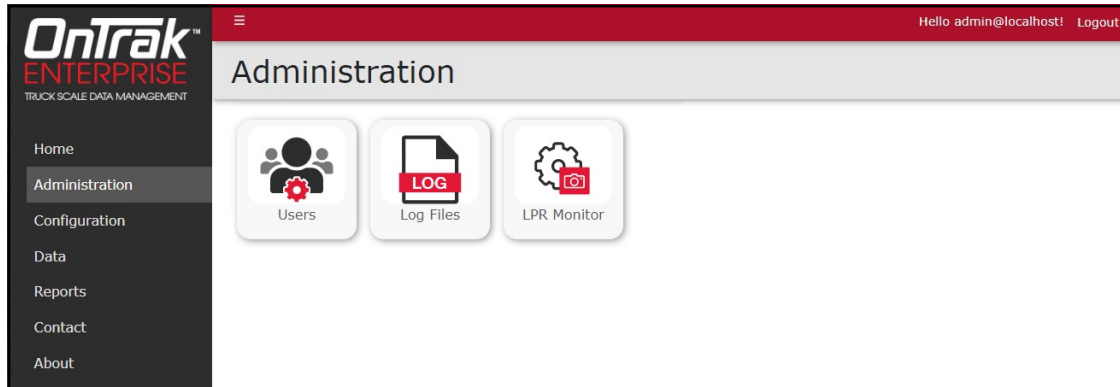 OnTrak™
ENTERPRISE
TRUCK SCALE DATA MANAGEMENT
Home
Administration
Configuration
Data
Reports
Contact
About
☰ Hello admin@localhost! Logout
Administration
LOG
Users Log Files LPR Monitor